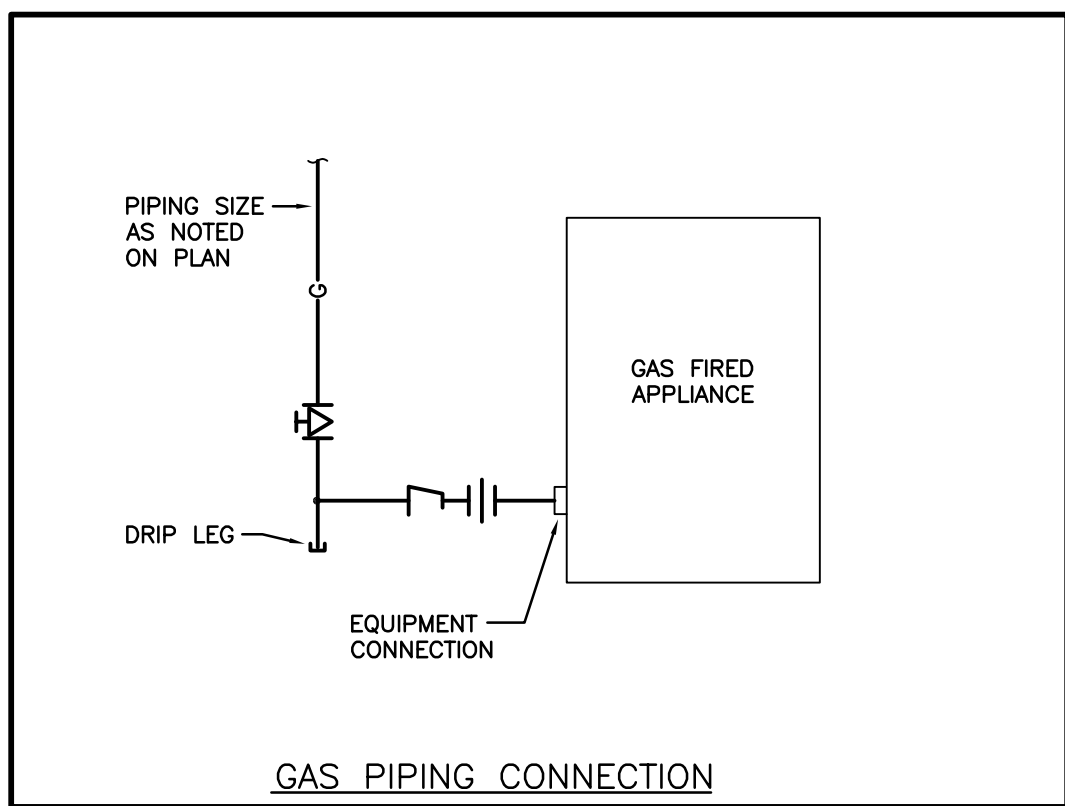 PIPING SIZE
AS NOTED
ON PLAN
G
GAS FIRED
APPLIANCE
DRIP LEG
EQUIPMENT
CONNECTION
GAS PIPING CONNECTION